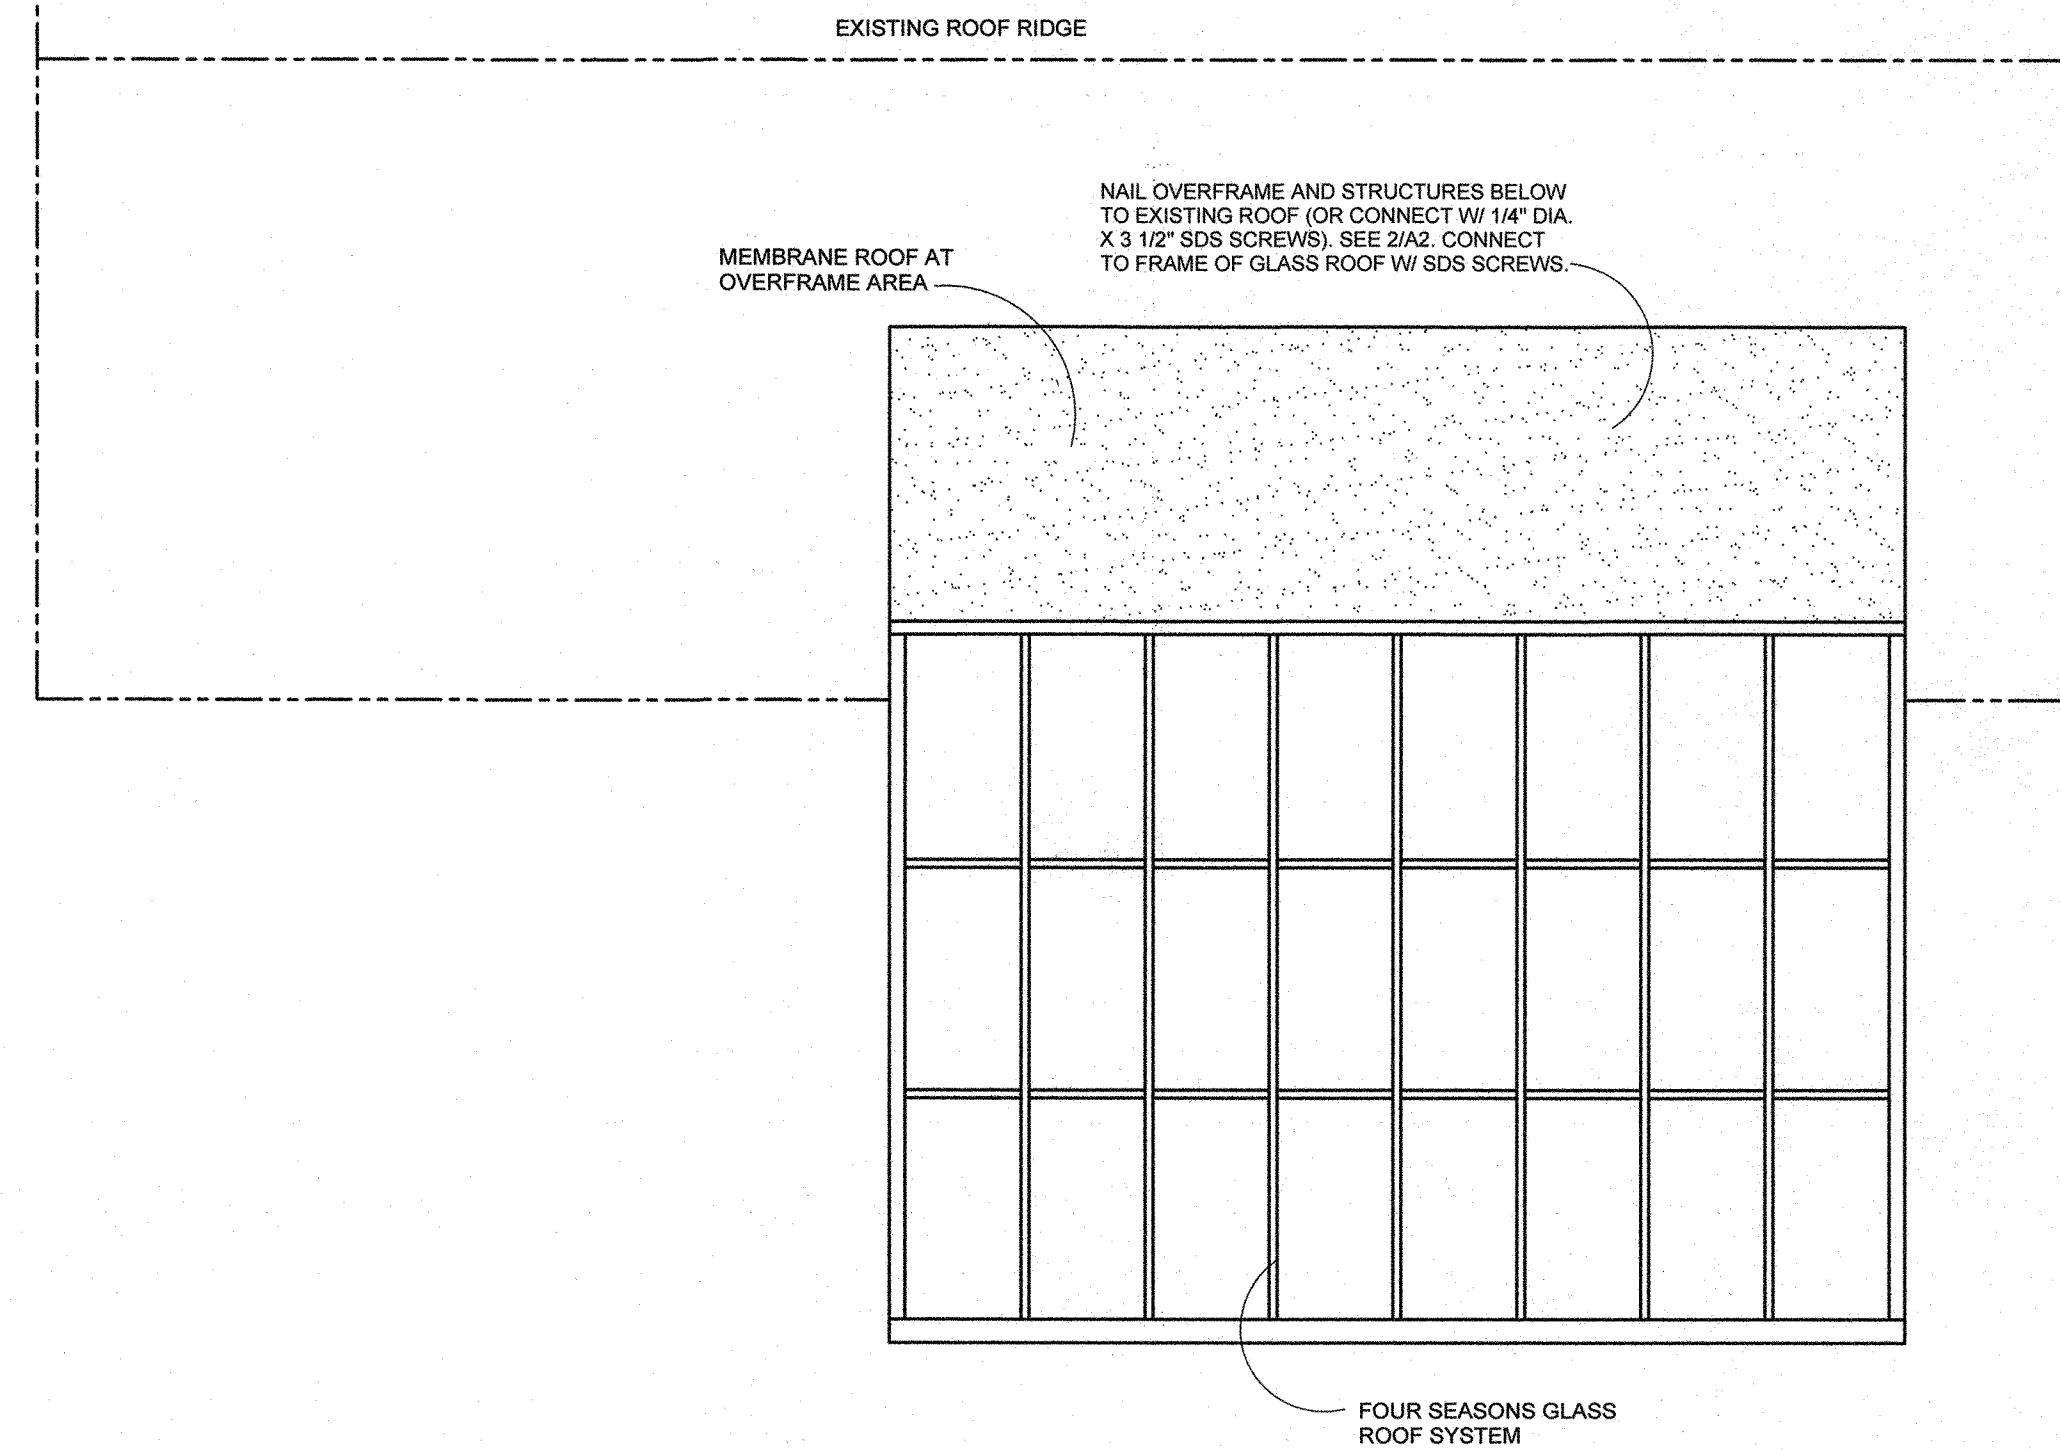 EXISTING ROOF RIDGE
NAIL OVERFRAME AND STRUCTURES BELOW
TO EXISTING ROOF (OR CONNECT W/ 1/4" DIA.
X 3 1/2" SDS SCREWS). SEE 2/A2. CONNECT
TO FRAME OF GLASS ROOF W/ SDS SCREWS.
MEMBRANE ROOF AT
OVERFRAME AREA
FOUR SEASONS GLASS
ROOF SYSTEM